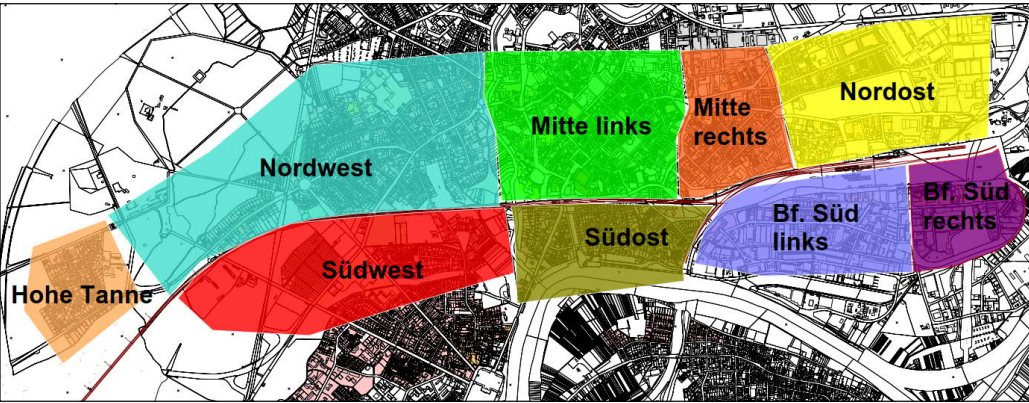 Nordost
Mitte links
Mitte
rechts
Nordwest
Bf. Süd
links
Bf. Süd
rechts
Südost
Südwest
Hohe Tanne